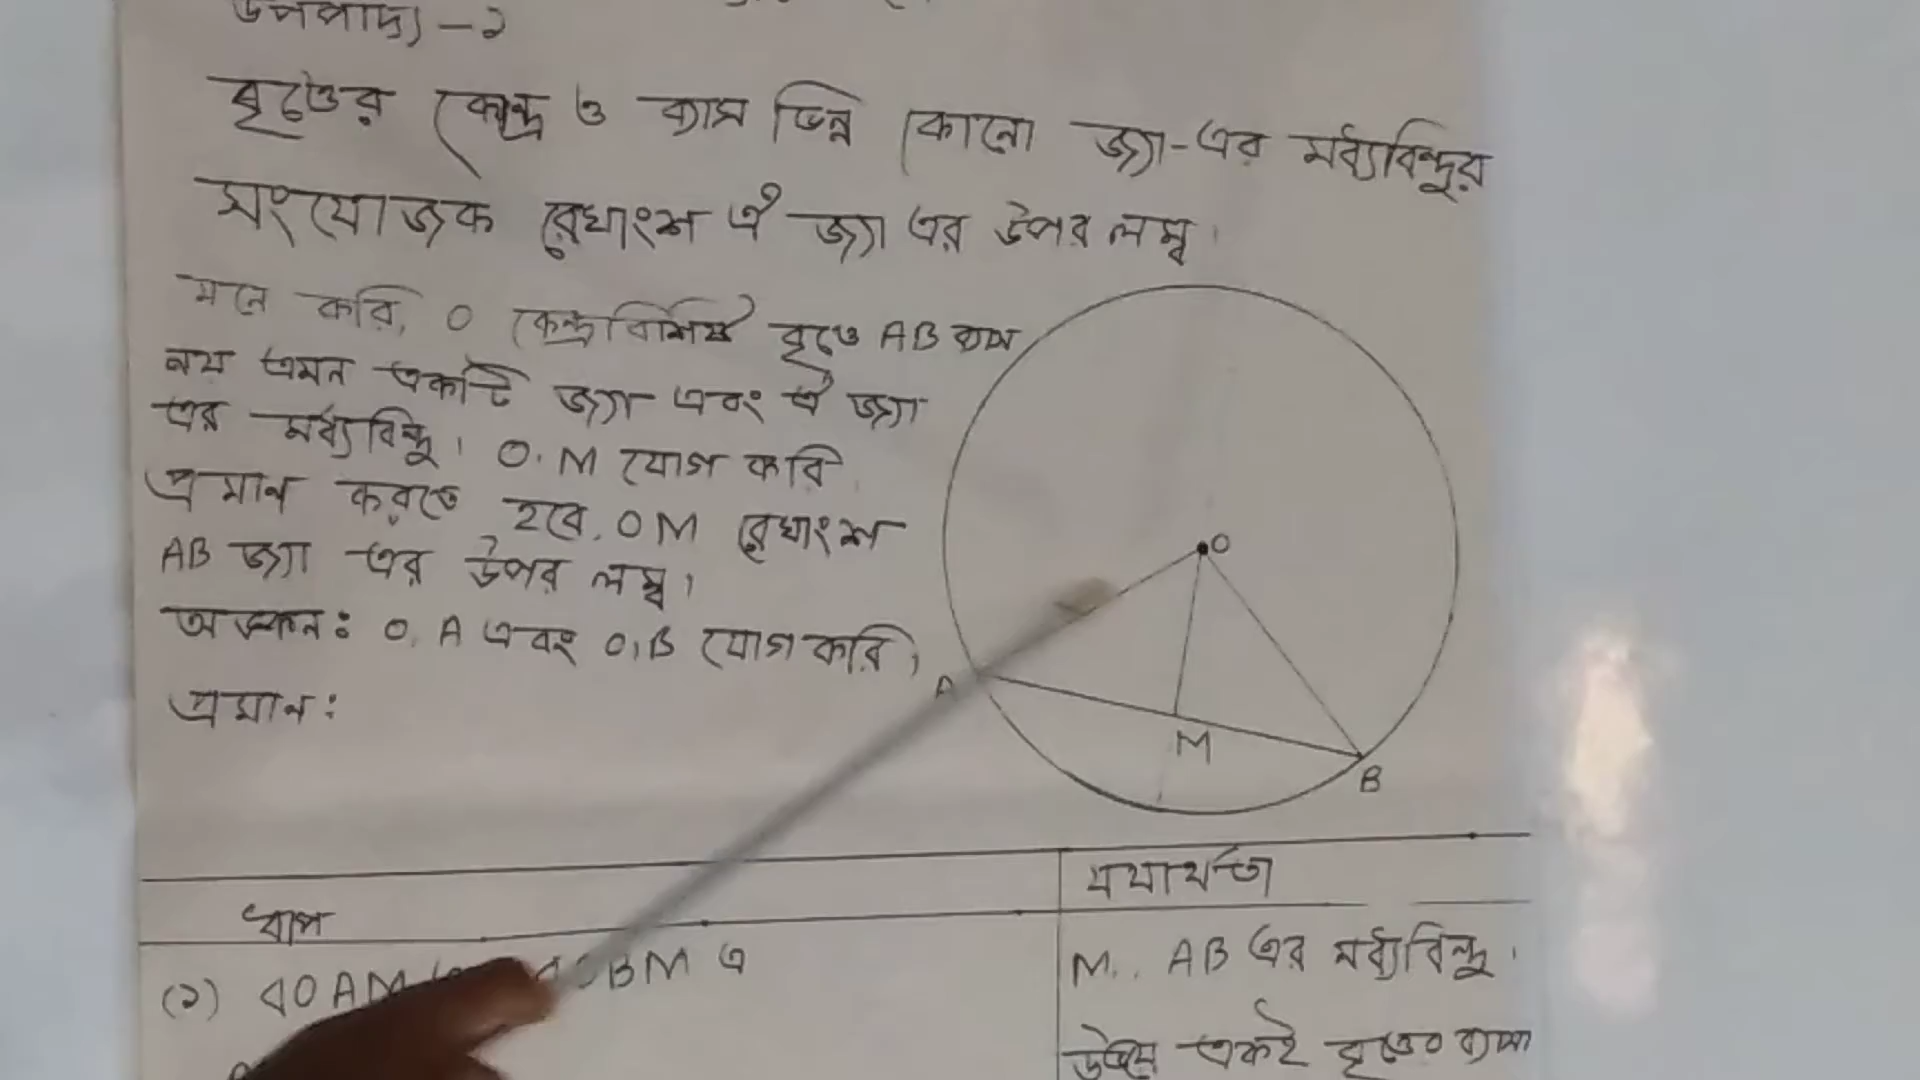 উপপাদ্য -১
বৃত্তের কেন্দ্র ও ব্যাস ভিন্ন কোনো জ্যা-এর মধ্যবিন্দুর
সংযোজক রেখাংশ ঐ জ্যা এর উপর লম্ব।
মনে করি, O কেন্দ্রবিশিষ্ট বৃত্তে AB ব্যাস
নয় এমন একটি জ্যা এবং ঐ জ্যা
এর মধ্যবিন্দু। O.M যোগ করি
প্রমান করতে হবে, OM রেখাংশ
AB জ্যা এর উপর লম্ব।
অঙ্কন: O, A এবং O,B যোগ করি,
প্রমান:
O
A
M
B
ধাপ
যথার্থতা
(১) ΔOAM BM এ
M, AB এর মধ্যবিন্দু।
উভয় একই বৃত্তের